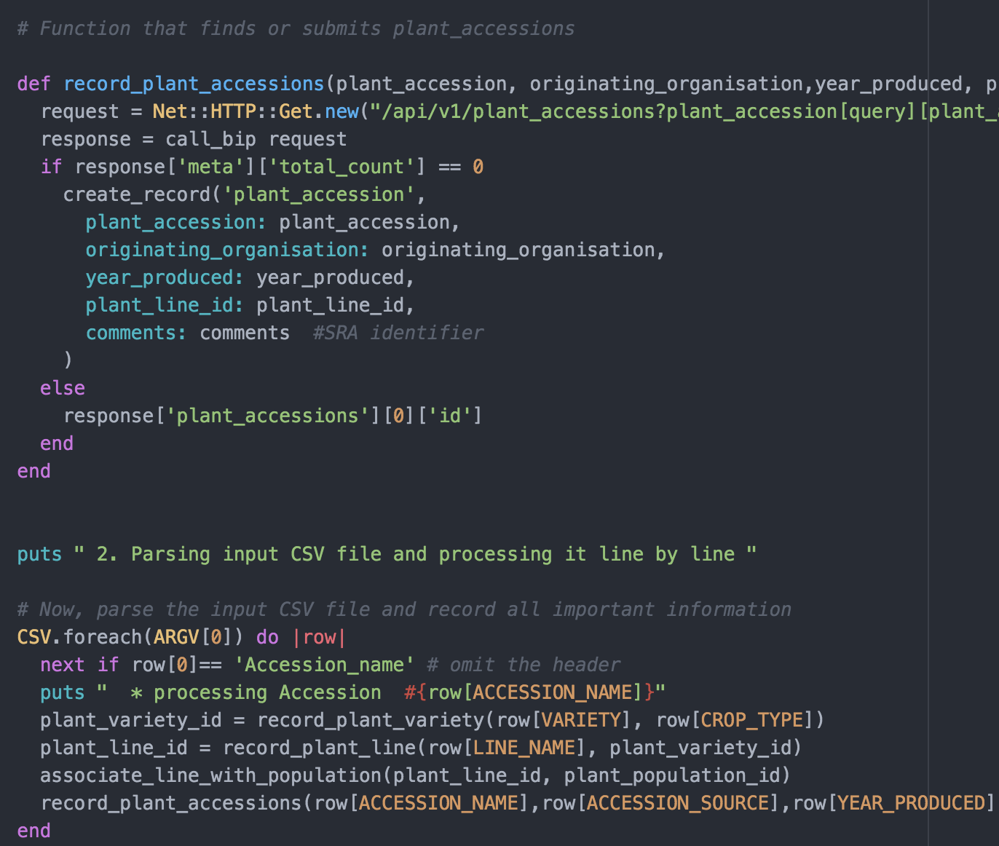 # Function that finds or submits plant_accessions
def record_plant_accessions(plant_accession, originating_organisation,year_produced, p
  request = Net::HTTP::Get.new("/api/v1/plant_accessions?plant_accession[query][plant_
  response = call_bip request
  if response['meta']['total_count'] == 0
    create_record('plant_accession',
      plant_accession: plant_accession,
      originating_organisation: originating_organisation,
      year_produced: year_produced,
      plant_line_id: plant_line_id,
      comments: comments  #SRA identifier
    )
  else
    response['plant_accessions'][0]['id']
  end
end
puts " 2. Parsing input CSV file and processing it line by line "
# Now, parse the input CSV file and record all important information
CSV.foreach(ARGV[0]) do |row|
  next if row[0]== 'Accession_name' # omit the header
  puts "  * processing Accession  #{row[ACCESSION_NAME]}"
  plant_variety_id = record_plant_variety(row[VARIETY], row[CROP_TYPE])
  plant_line_id = record_plant_line(row[LINE_NAME], plant_variety_id)
  associate_line_with_population(plant_line_id, plant_population_id)
  record_plant_accessions(row[ACCESSION_NAME],row[ACCESSION_SOURCE],row[YEAR_PRODUCED]
end